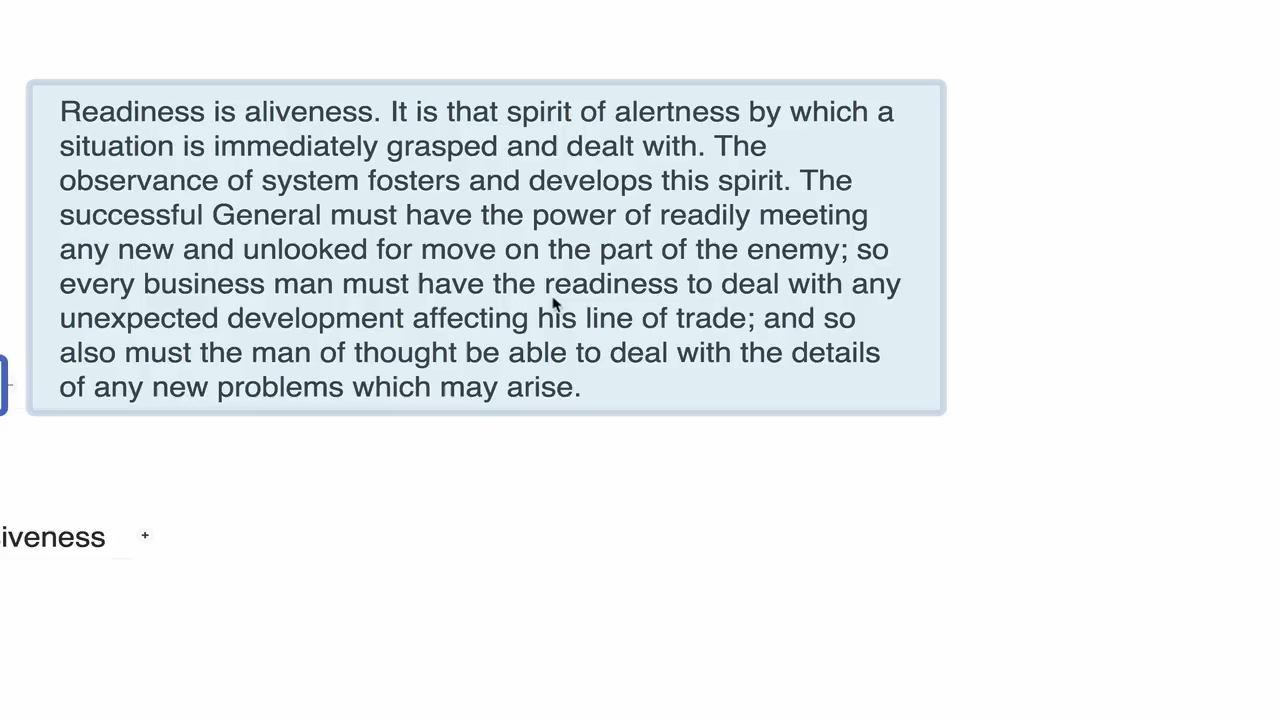 Readiness is aliveness. It is that spirit of alertness by which a
situation is immediately grasped and dealt with. The
observance of system fosters and develops this spirit. The
successful General must have the power of readily meeting
any new and unlooked for move on the part of the enemy; so
every business man must have the readiness to deal with any
unexpected development affecting his line of trade; and so
also must the man of thought be able to deal with the details
of any new problems which may arise.
iveness +